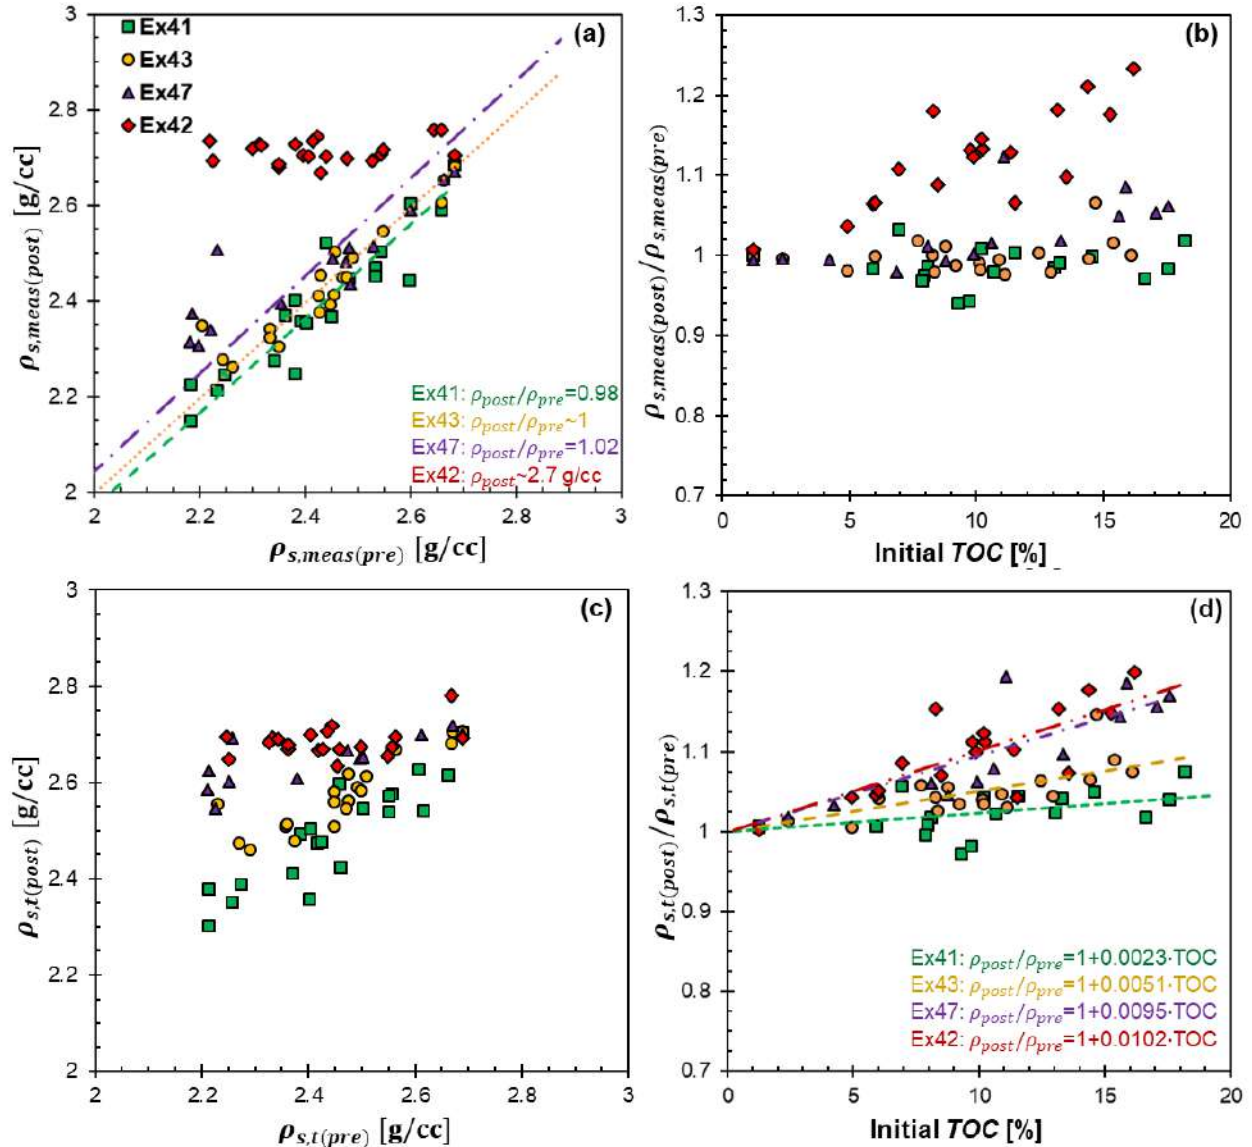 (a)
Ex41
Ex43
Ex47
Ex42
3
2.8
2.6
2.4
2.2
2
2 2.2 2.4 2.6 2.8 3
ρs,meas(post) [g/cc]
ρs,meas(pre) [g/cc]
Ex41: ρpost/ρpre=0.98
Ex43: ρpost/ρpre~1
Ex47: ρpost/ρpre=1.02
Ex42: ρpost~2.7 g/cc
(b)
1.3
1.2
1.1
1
0.9
0.8
0.7
0 5 10 15 20
ρs,meas(post)/ρs,meas(pre)
Initial TOC [%]
(c)
3
2.8
2.6
2.4
2.2
2
2 2.2 2.4 2.6 2.8 3
ρs,t(post) [g/cc]
ρs,t(pre) [g/cc]
(d)
1.3
1.2
1.1
1
0.9
0.8
0.7
0 5 10 15 20
ρs,t(post)/ρs,t(pre)
Initial TOC [%]
Ex41: ρpost/ρpre=1+0.0023·TOC
Ex43: ρpost/ρpre=1+0.0051·TOC
Ex47: ρpost/ρpre=1+0.0095·TOC
Ex42: ρpost/ρpre=1+0.0102·TOC